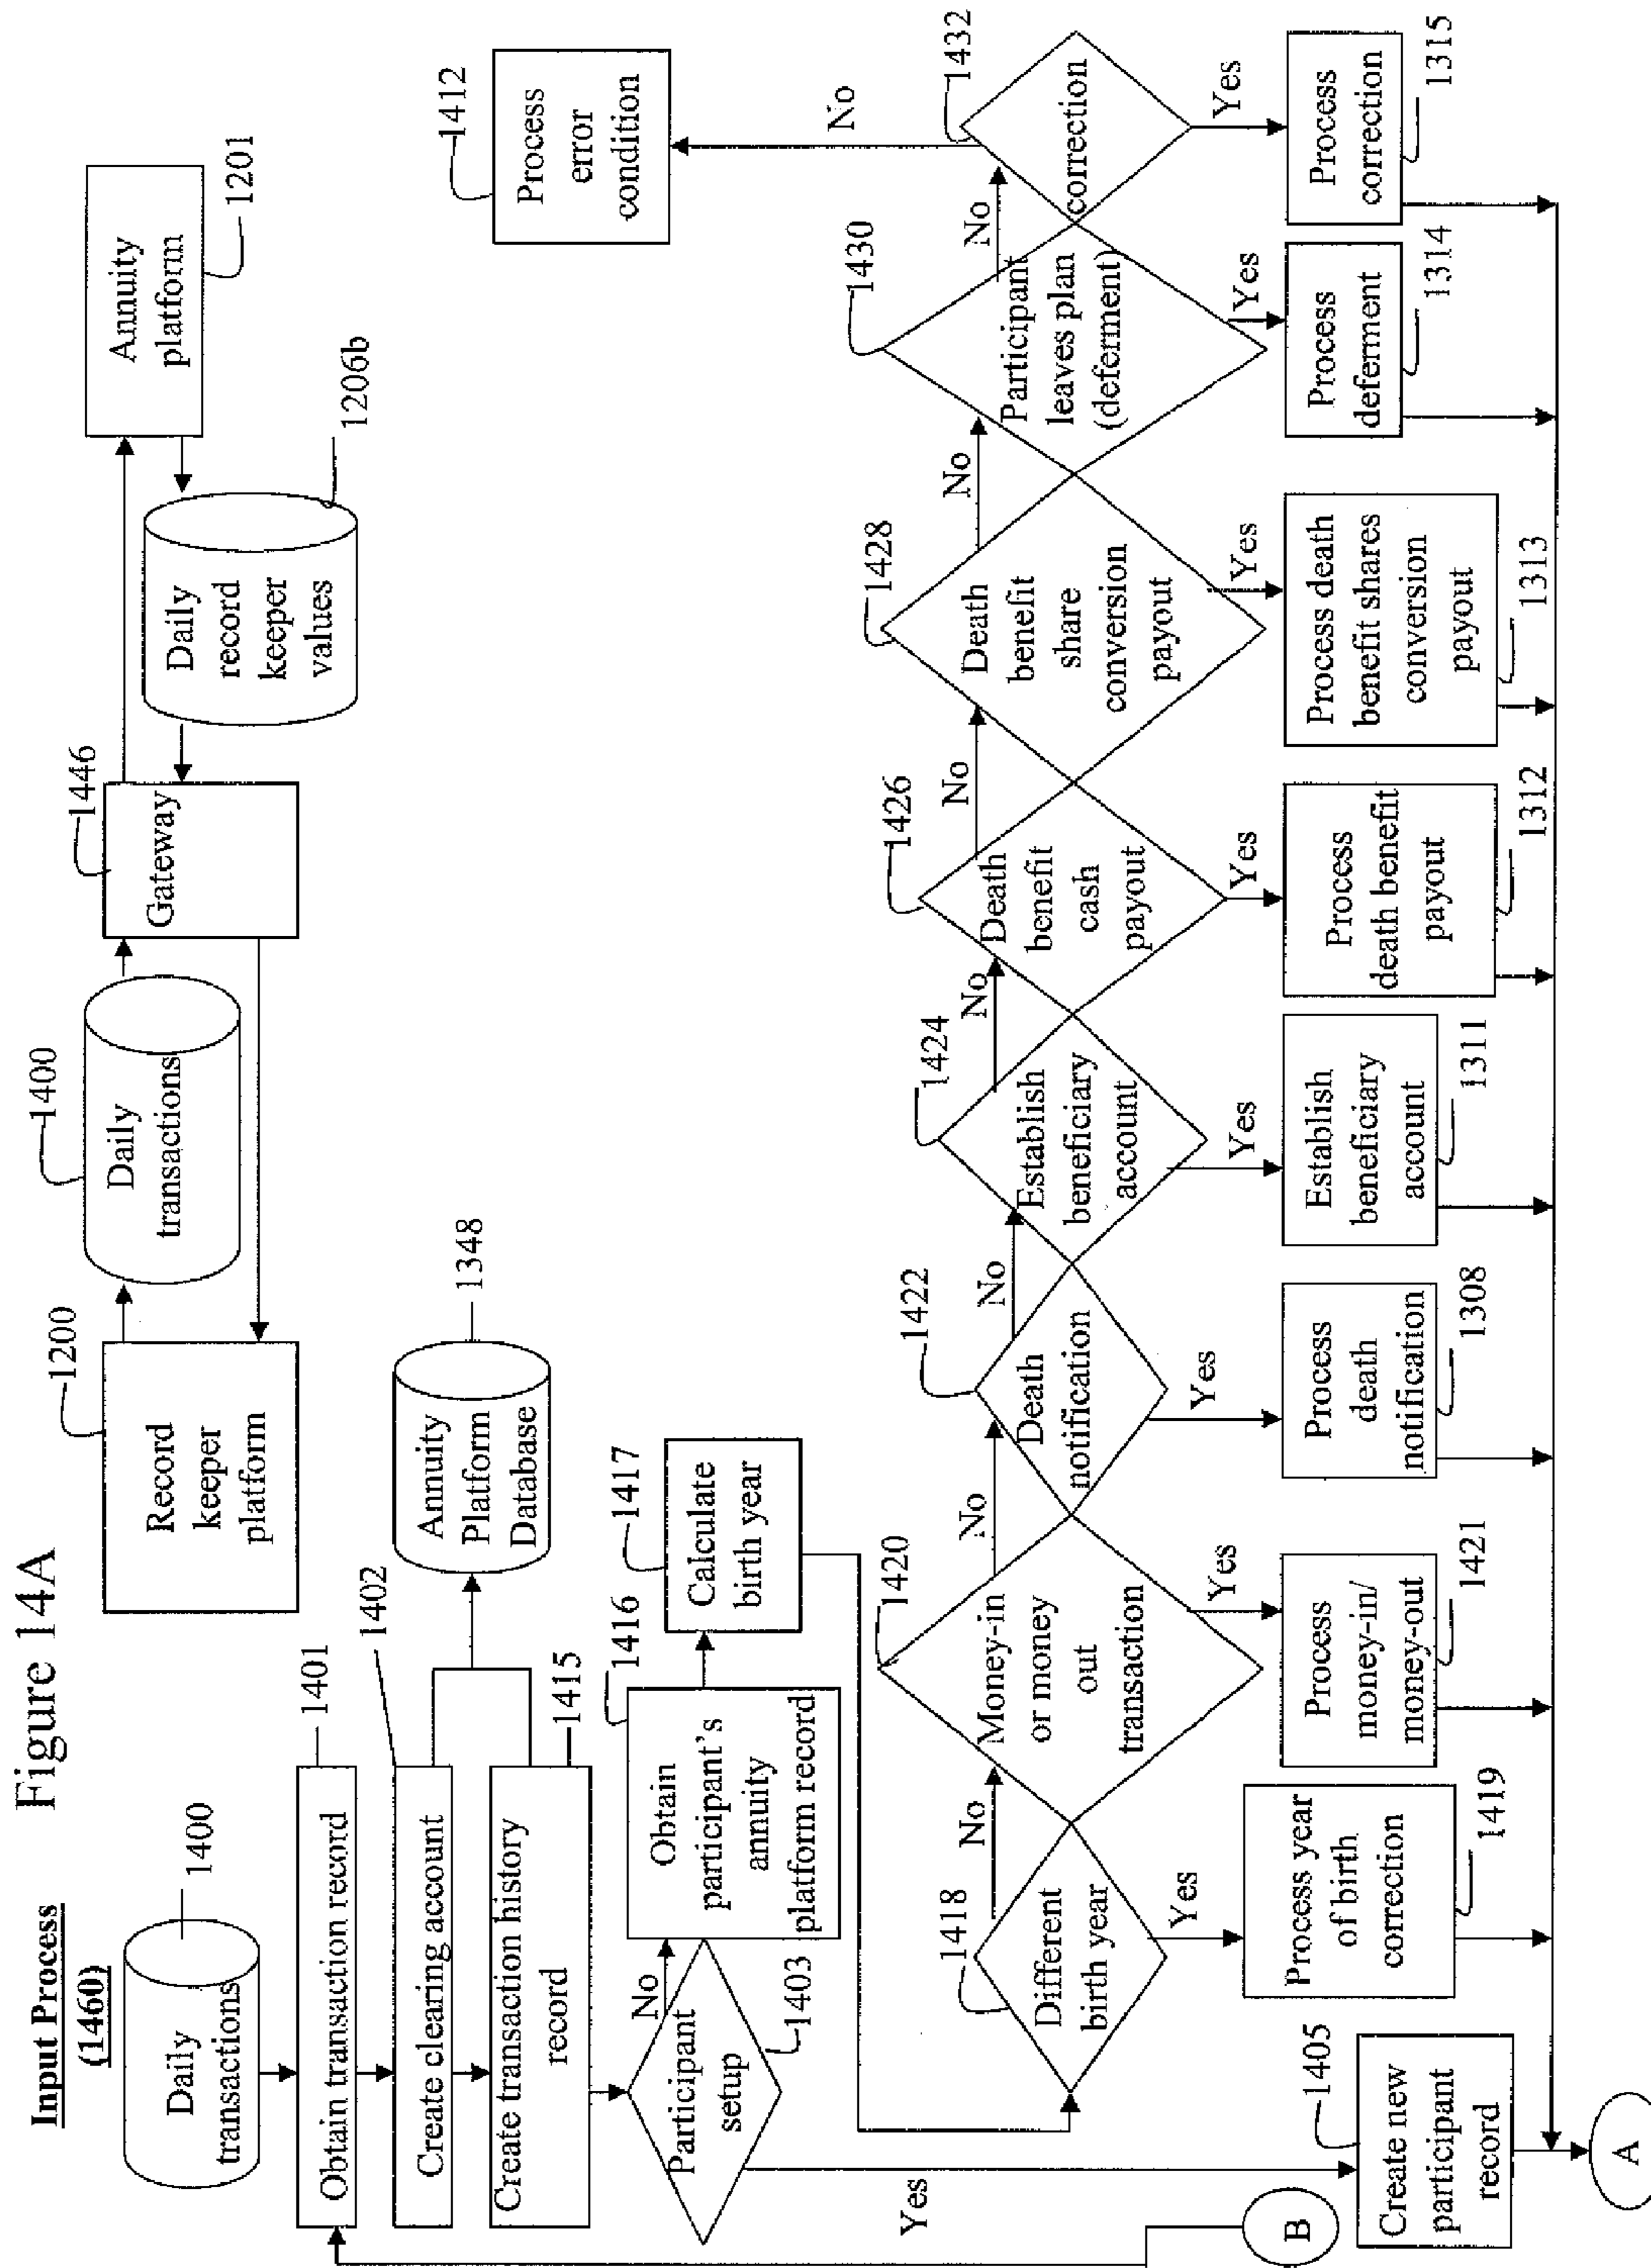 Figure 14A
Input Process
(1460)
Daily
transactions
1400
Obtain transaction record
1401
Create clearing account
1402
Create transaction history
record
1415
Annuity
Platform
Database
1348
Record
keeper
platform
1200
Daily
transactions
1400
Gateway
1446
Daily
record
keeper
values
1206b
Annuity
platform
1201
Participant
setup
1403
No
Yes
Obtain
participant's
annuity
platform record
1416
Calculate
birth year
1417
Different
birth year
1418
No
Yes
Process year
of birth
correction
1419
Money-in
or money
out
transaction
1420
No
Yes
Process
money-in/
money-out
1421
Death
notification
1422
No
Yes
Process
death
notification
1308
Establish
beneficiary
account
1424
No
Yes
Establish
beneficiary
account
1311
Death
benefit
cash
payout
1426
No
Yes
Process
death benefit
payout
1312
Death
benefit
share
conversion
payout
1428
No
Yes
Process death
benefit shares
conversion
payout
1313
Participant
leaves plan
(deferment)
1430
No
Yes
Process
deferment
1314
correction
1432
No
Yes
Process
correction
1315
Process
error
condition
1412
Create new
participant
record
1405
B
A